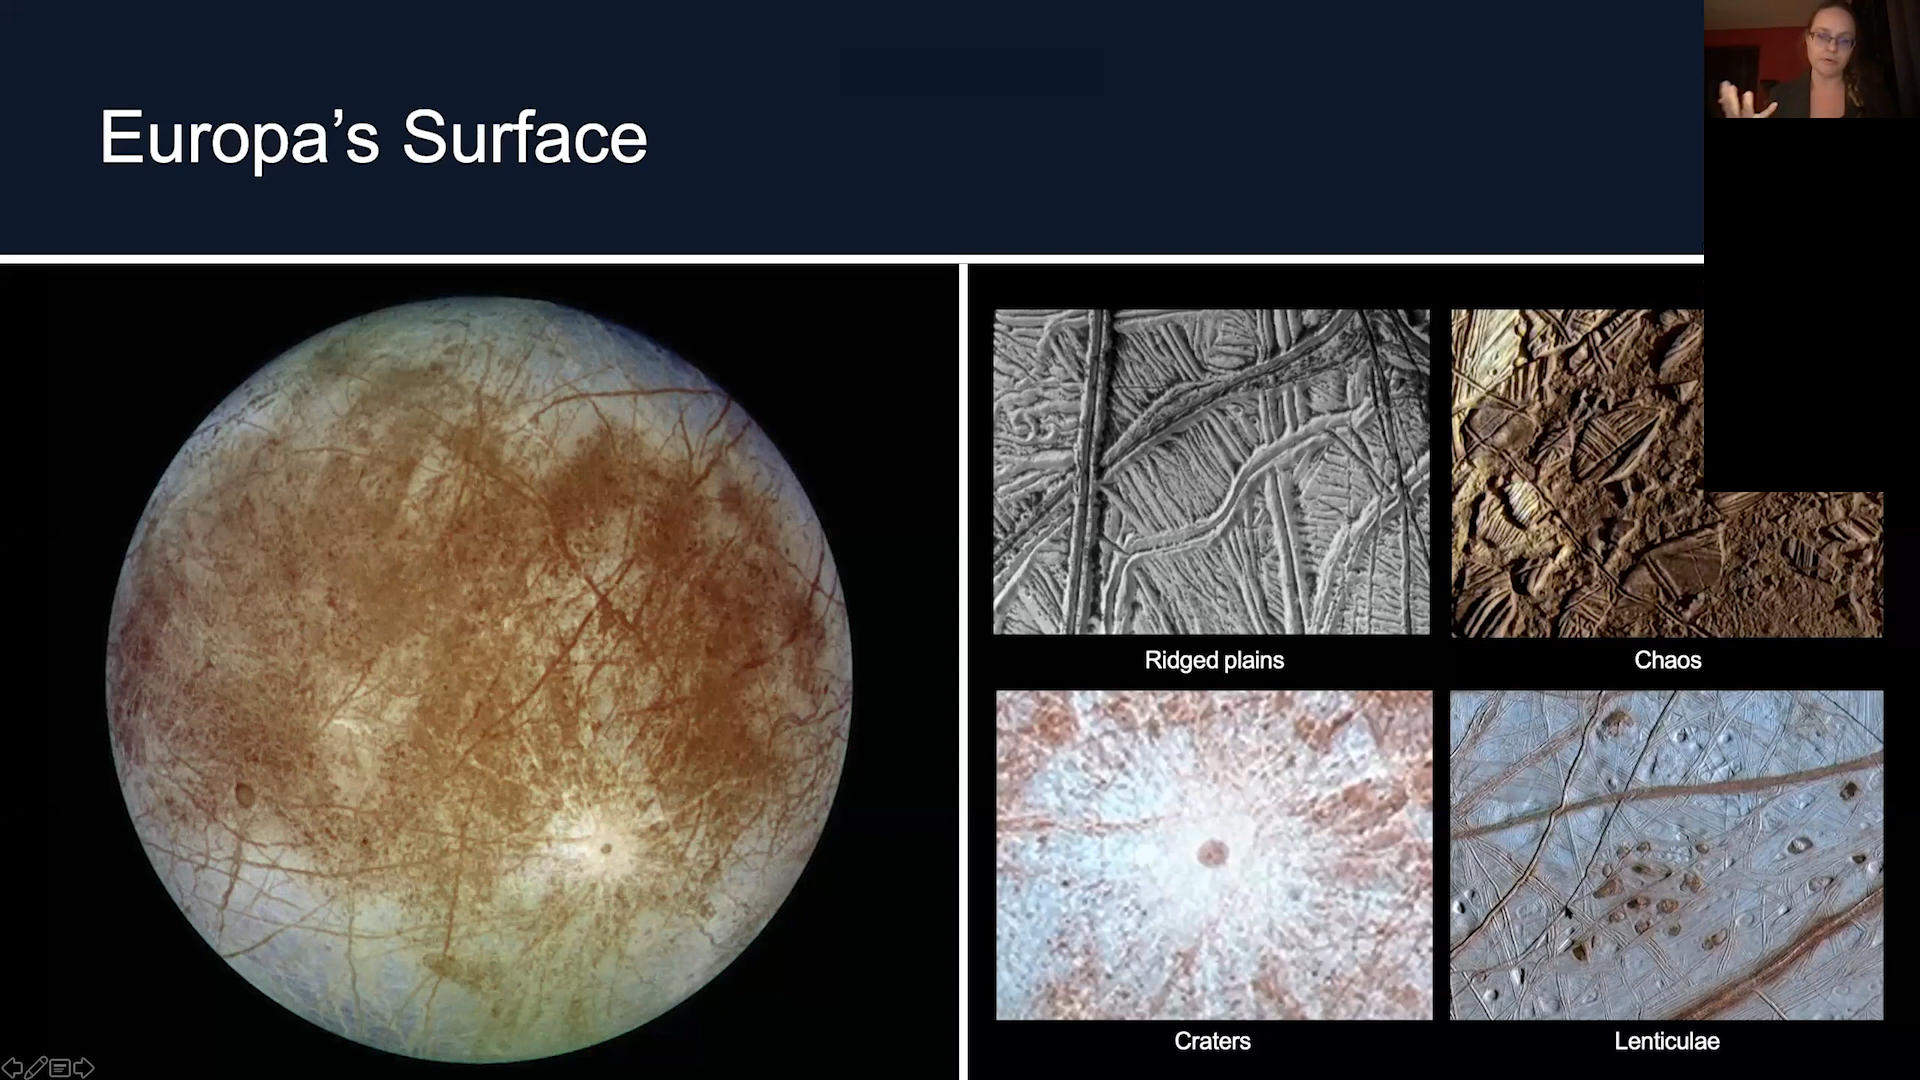 Europa’s Surface
Ridged plains
Chaos
Craters
Lenticulae